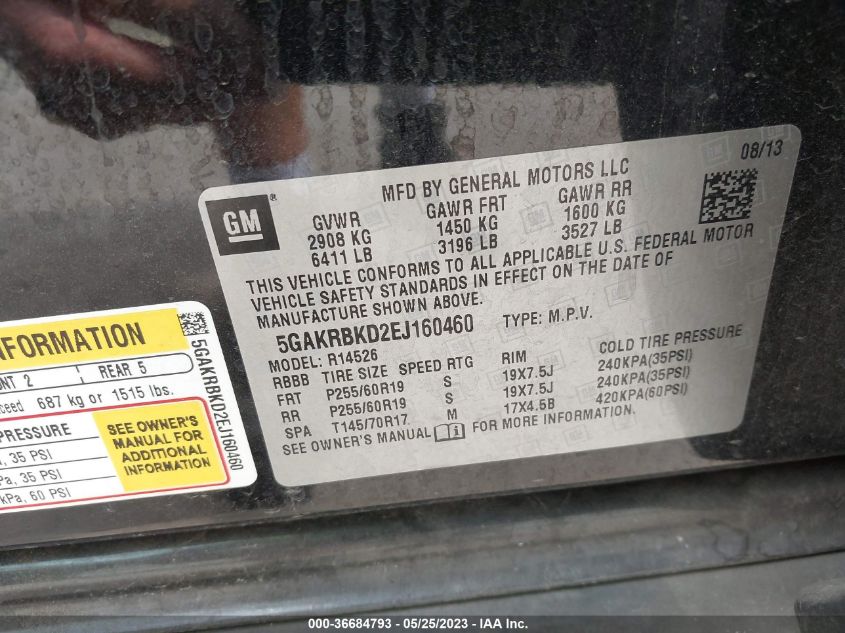 08/13
MFD BY GENERAL MOTORS LLC
GM ®
GVWR GAWR FRT GAWR RR
2908 KG 1450 KG 1600 KG
6411 LB 3196 LB 3527 LB
THIS VEHICLE CONFORMS TO ALL APPLICABLE U.S. FEDERAL MOTOR
VEHICLE SAFETY STANDARDS IN EFFECT ON THE DATE OF
MANUFACTURE SHOWN ABOVE.
5GAKRBKD2EJ160460 TYPE: M.P.V.
MODEL: R14526
RBBB TIRE SIZE SPEED RTG RIM COLD TIRE PRESSURE
FRT P255/60R19 S 19X7.5J 240KPA(35PSI)
RR P255/60R19 S 19X7.5J 240KPA(35PSI)
SPA T145/70R17 M 17X4.5B 420KPA(60PSI)
SEE OWNER'S MANUAL FOR MORE INFORMATION.
INFORMATION
NT 2 REAR 5
ceed 687 kg or 1515 lbs.
PRESSURE
, 35 PSI
a, 35 PSI
kPa, 60 PSI
SEE OWNER'S
MANUAL FOR
ADDITIONAL
INFORMATION
5GAKRBKD2EJ160460
000-36684793 - 05/25/2023 - IAA Inc.